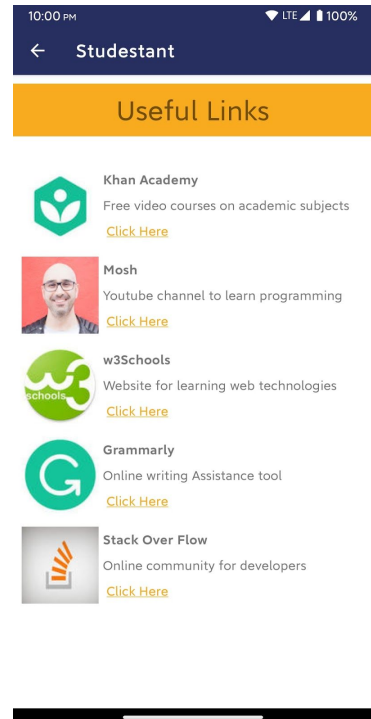 10:00 PM LTE 100%
Studestant
Useful Links
Khan Academy
Free video courses on academic subjects
Click Here
Mosh
Youtube channel to learn programming
Click Here
w3Schools
w3 schools
Website for learning web technologies
Click Here
Grammarly
G
Online writing Assistance tool
Click Here
Stack Over Flow
Online community for developers
Click Here